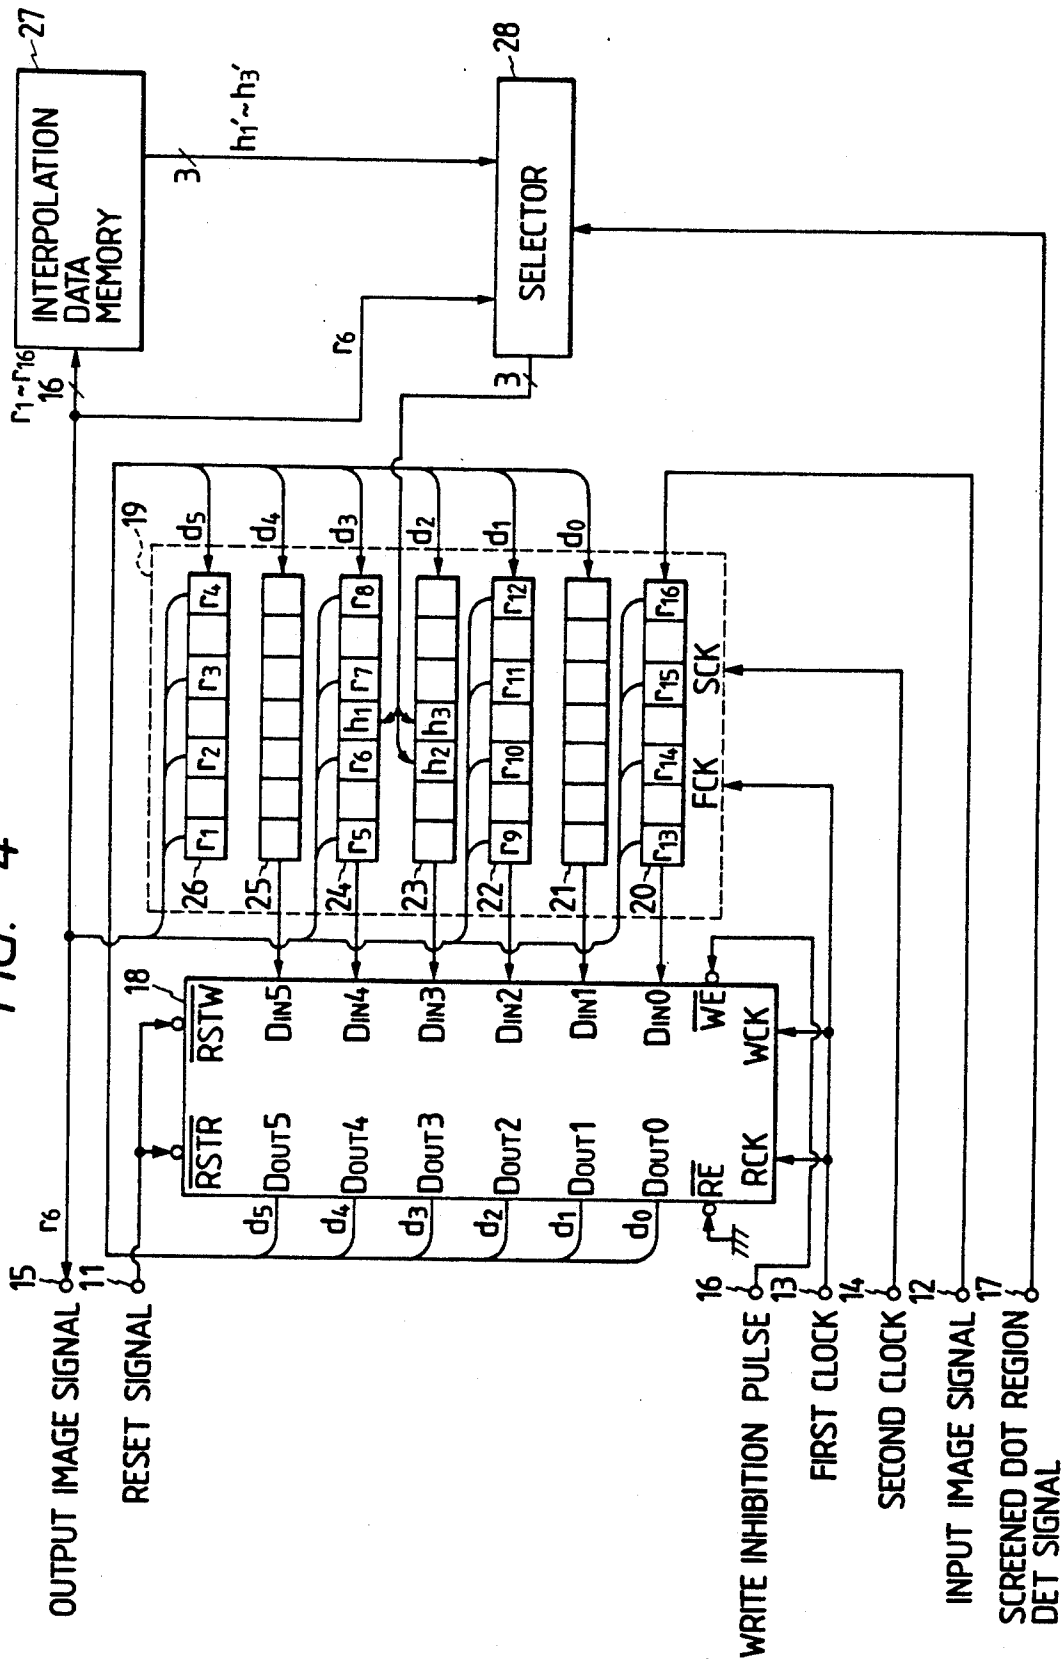 FIG. 4
OUTPUT IMAGE SIGNAL
15
r6
RESET SIGNAL
11
r1~r16
16
INTERPOLATION
DATA
MEMORY
27
3
h1'~h3'
r6
SELECTOR
28
3
18
RSTR
RSTW
DOUT5
DIN5
DOUT4
DIN4
DOUT3
DIN3
DOUT2
DIN2
DOUT1
DIN1
DOUT0
DIN0
RE
WE
RCK
WCK
d5
d4
d3
d2
d1
d0
19
26
r1 r2 r3 r4
d5
25
d4
24
r5 r6 h1 r7 r8
d3
23
h2 h3
d2
22
r9 r10 r11 r12
d1
21
d0
20
r13 r14 r15 r16
FCK
SCK
WRITE INHIBITION PULSE
16
FIRST CLOCK
13
SECOND CLOCK
14
INPUT IMAGE SIGNAL
12
SCREENED DOT REGION
DET SIGNAL
17